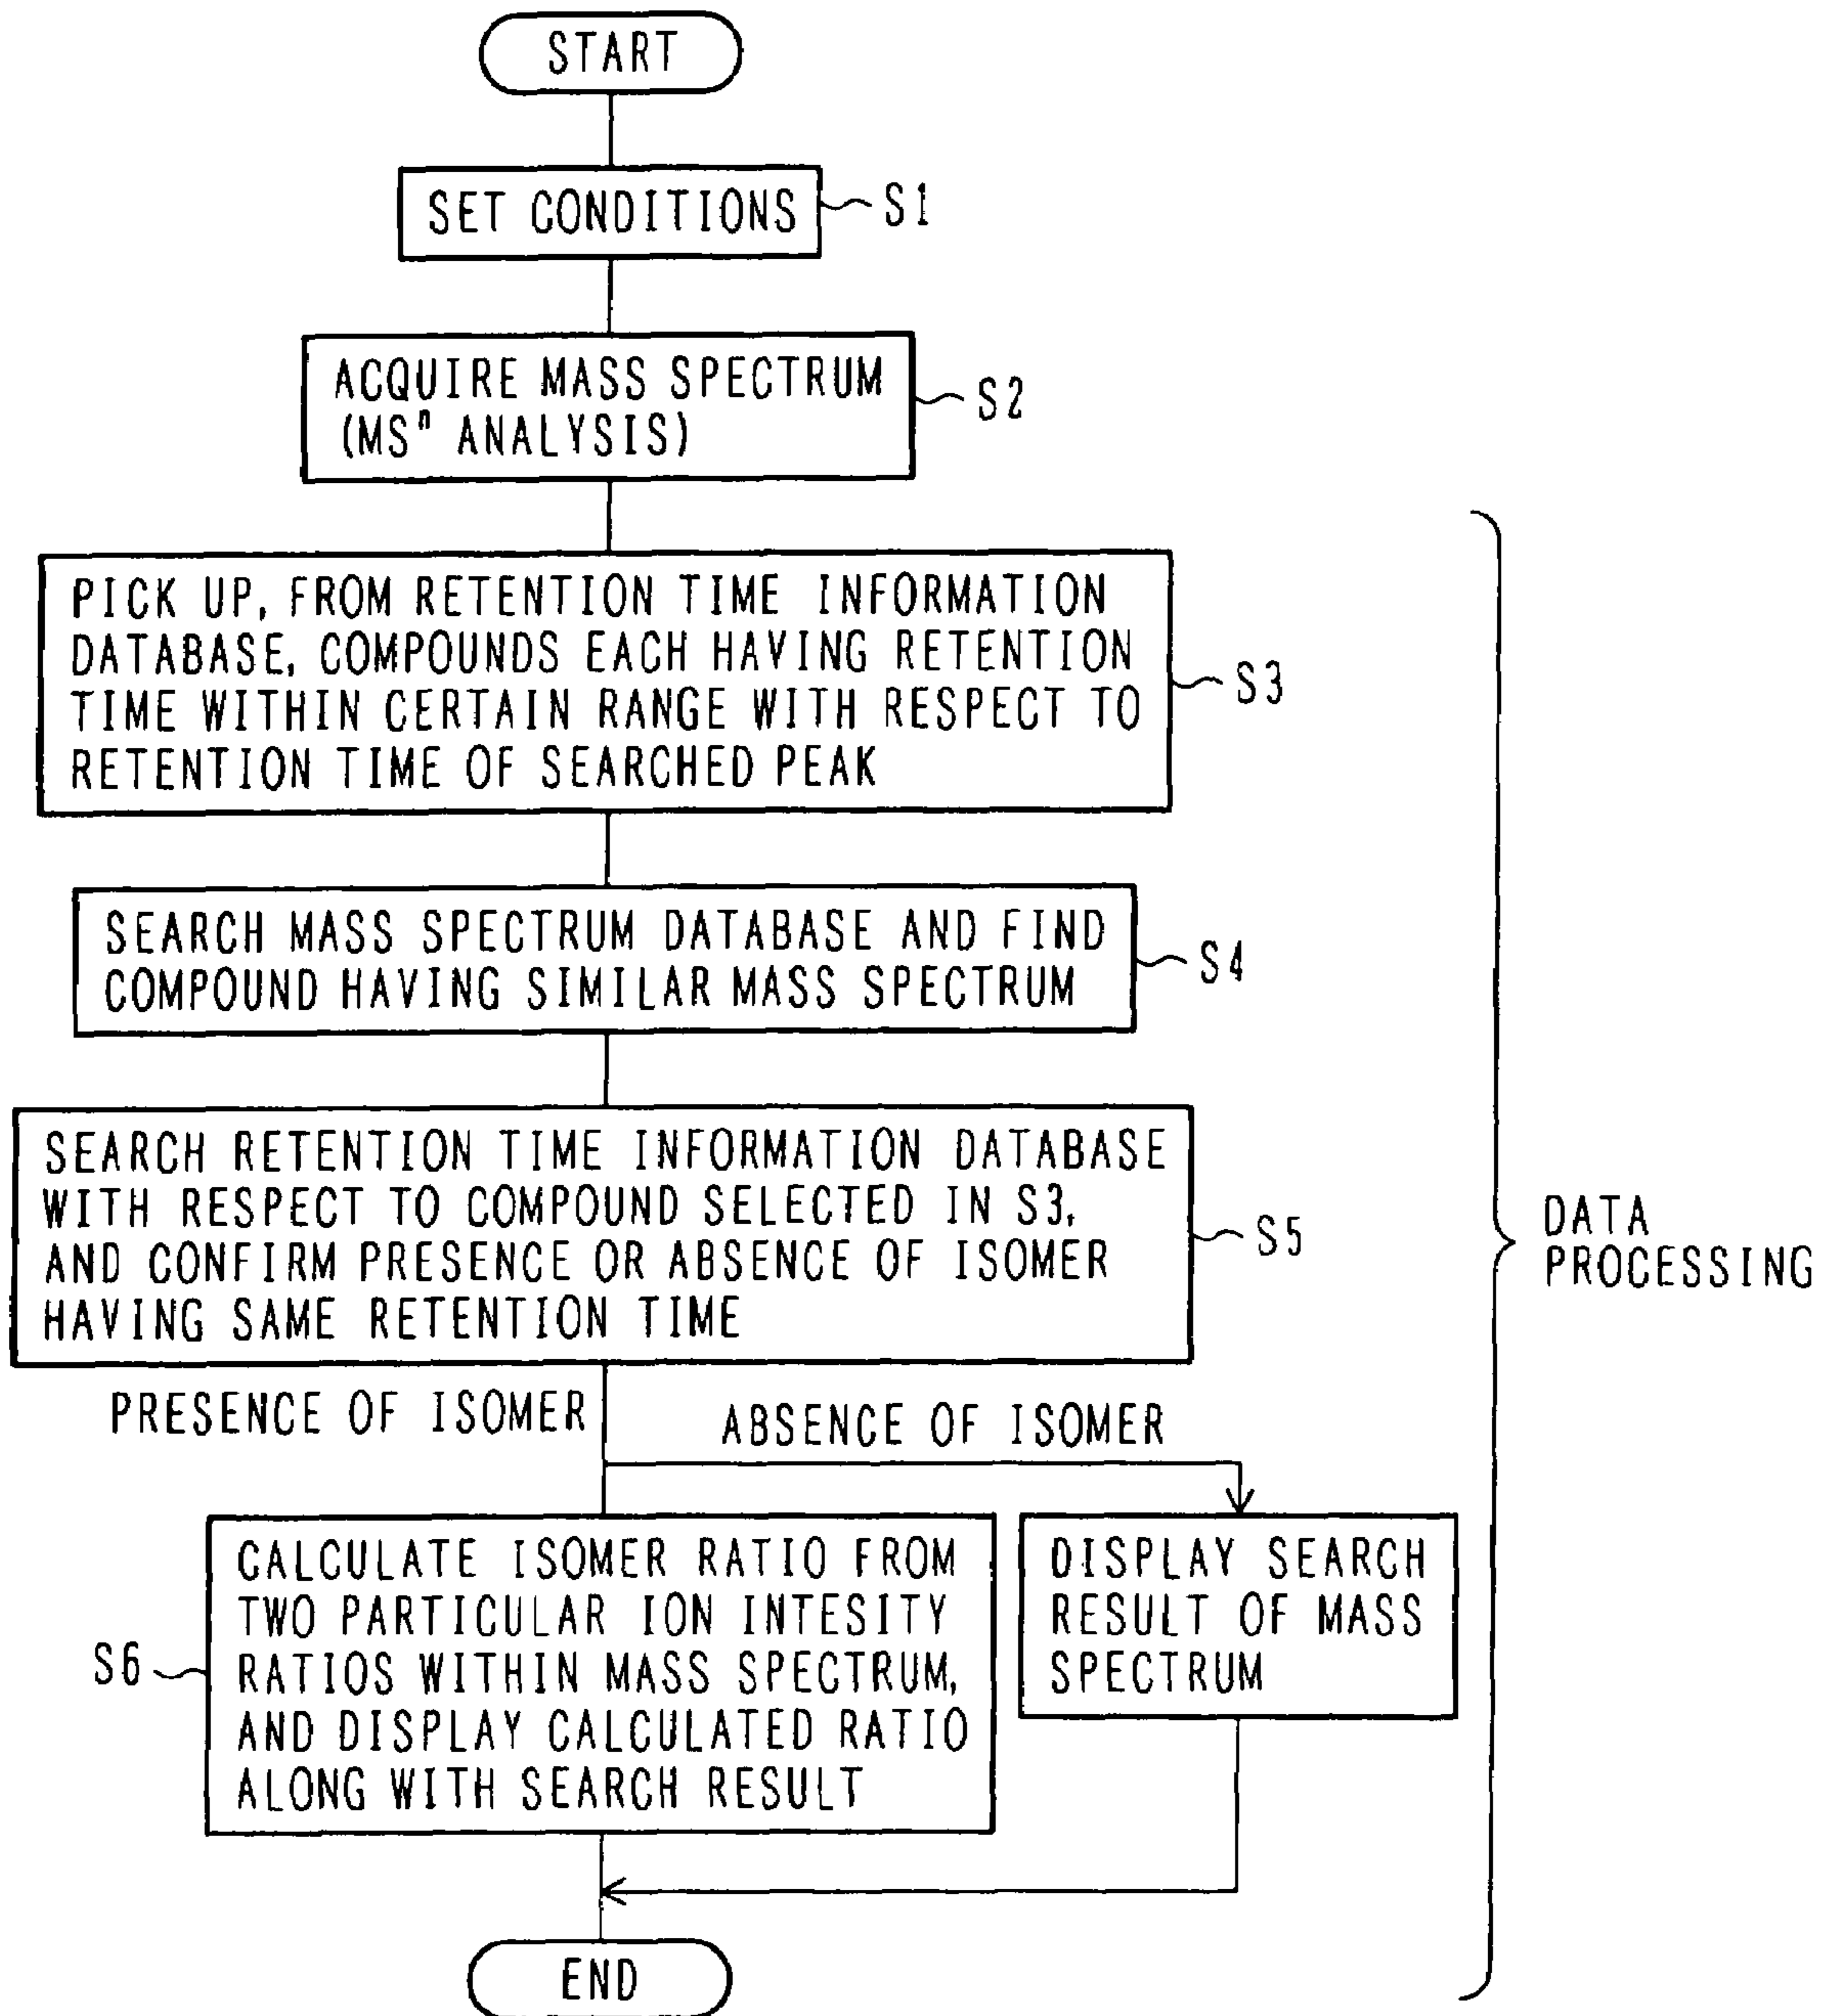 START
SET CONDITIONS
S1
ACQUIRE MASS SPECTRUM
(MSⁿ ANALYSIS)
S2
PICK UP, FROM RETENTION TIME INFORMATION
DATABASE, COMPOUNDS EACH HAVING RETENTION
TIME WITHIN CERTAIN RANGE WITH RESPECT TO
RETENTION TIME OF SEARCHED PEAK
S3
SEARCH MASS SPECTRUM DATABASE AND FIND
COMPOUND HAVING SIMILAR MASS SPECTRUM
S4
SEARCH RETENTION TIME INFORMATION DATABASE
WITH RESPECT TO COMPOUND SELECTED IN S3,
AND CONFIRM PRESENCE OR ABSENCE OF ISOMER
HAVING SAME RETENTION TIME
S5
DATA
PROCESSING
PRESENCE OF ISOMER
ABSENCE OF ISOMER
CALCULATE ISOMER RATIO FROM
TWO PARTICULAR ION INTESITY
RATIOS WITHIN MASS SPECTRUM,
AND DISPLAY CALCULATED RATIO
ALONG WITH SEARCH RESULT
S6
DISPLAY SEARCH
RESULT OF MASS
SPECTRUM
END